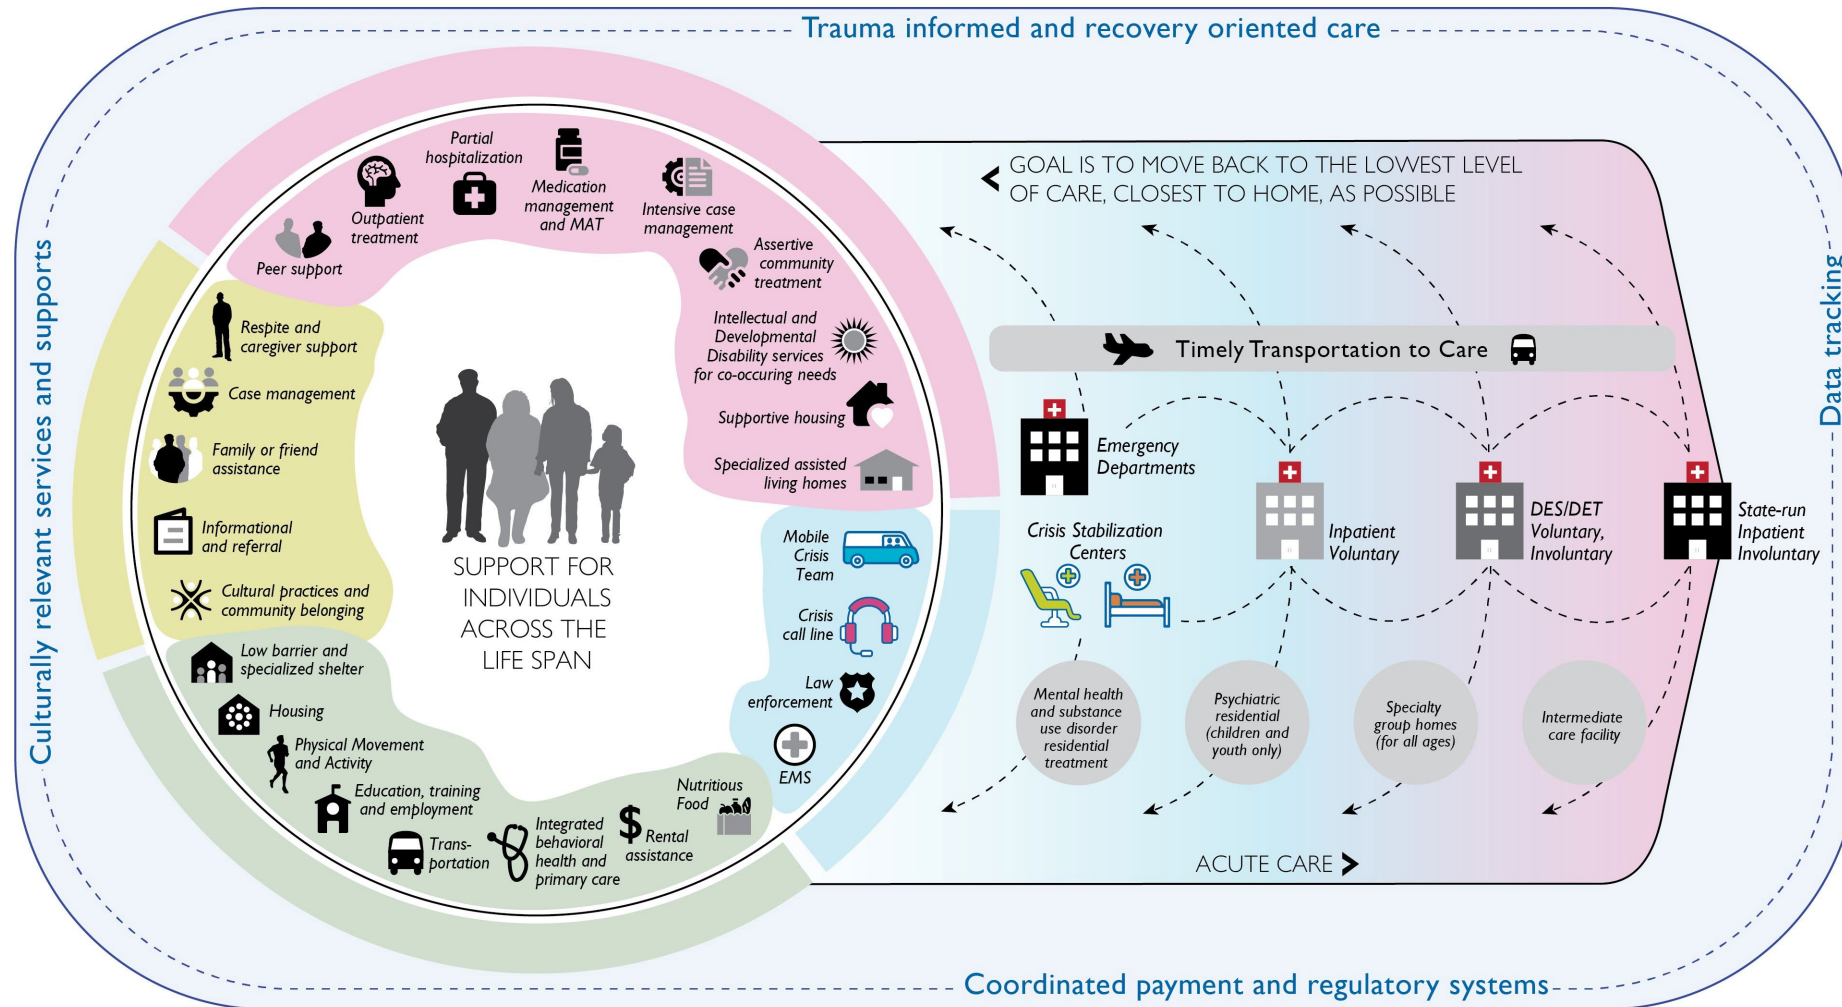 Trauma informed and recovery oriented care
Culturally relevant services and supports
Data tracking
Coordinated payment and regulatory systems
Partial
hospitalization
Medication
management
and MAT
Outpatient
treatment
Intensive case
management
Peer support
Assertive
community
treatment
Intellectual and
Developmental
Disability services
for co-occuring needs
Supportive housing
Specialized assisted
living homes
Respite and
caregiver support
Case management
Family or friend
assistance
Informational
and referral
Cultural practices and
community belonging
Low barrier and
specialized shelter
Housing
Physical Movement
and Activity
Education, training
and employment
Trans-
portation
Integrated
behavioral
health and
primary care
$
Rental
assistance
Nutritious
Food
Mobile
Crisis
Team
Crisis
call line
Law
enforcement
EMS
SUPPORT FOR
INDIVIDUALS
ACROSS THE
LIFE SPAN
GOAL IS TO MOVE BACK TO THE LOWEST LEVEL
OF CARE, CLOSEST TO HOME, AS POSSIBLE
Timely Transportation to Care
Emergency
Departments
Crisis Stabilization
Centers
Inpatient
Voluntary
DES/DET
Voluntary,
Involuntary
State-run
Inpatient
Involuntary
Mental health
and substance
use disorder
residential
treatment
Psychiatric
residential
(children and
youth only)
Specialty
group homes
(for all ages)
Intermediate
care facility
ACUTE CARE